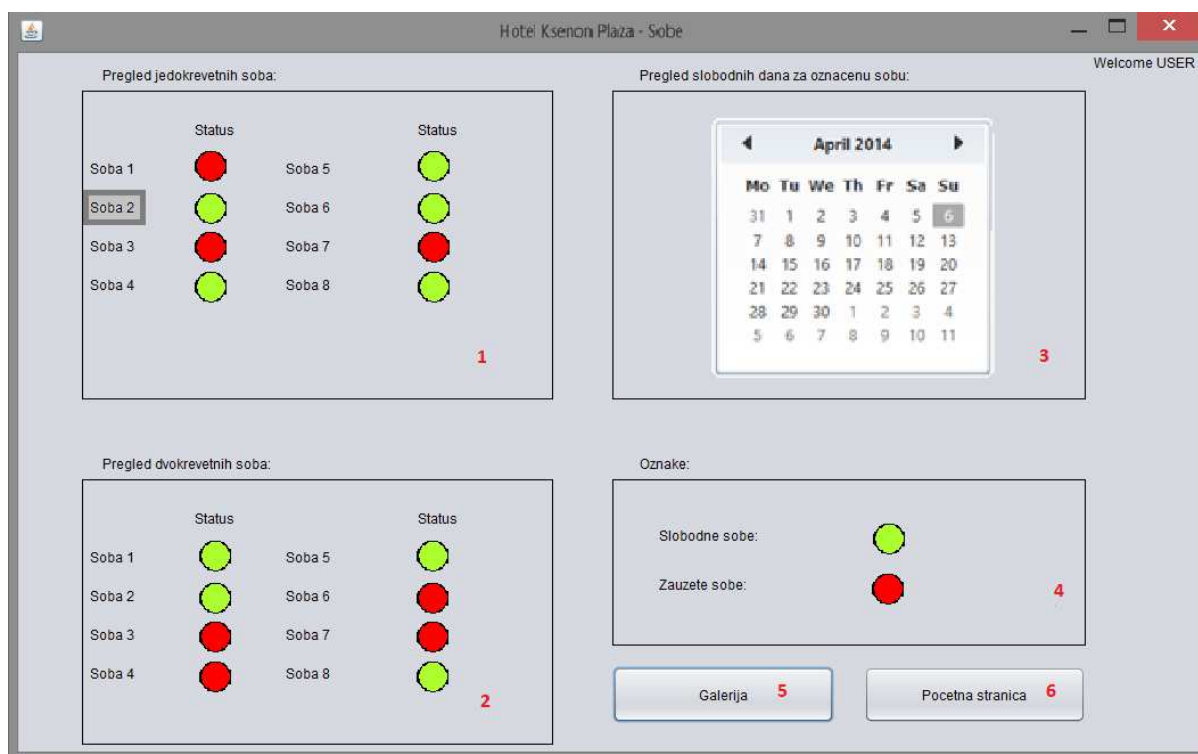 Hotel Ksenon Plaza - Sobe
Welcome USER
Pregled jedokrevetnih soba:
Status Status
Soba 1 Soba 5
Soba 2 Soba 6
Soba 3 Soba 7
Soba 4 Soba 8
1
Pregled slobodnih dana za oznacenu sobu:
April 2014
Mo Tu We Th Fr Sa Su
31 1 2 3 4 5 6
7 8 9 10 11 12 13
14 15 16 17 18 19 20
21 22 23 24 25 26 27
28 29 30 1 2 3 4
5 6 7 8 9 10 11
3
Pregled dvokrevetnih soba:
Status Status
Soba 1 Soba 5
Soba 2 Soba 6
Soba 3 Soba 7
Soba 4 Soba 8
2
Oznake:
Slobodne sobe:
Zauzete sobe:
4
Galerija 5
Pocetna stranica 6